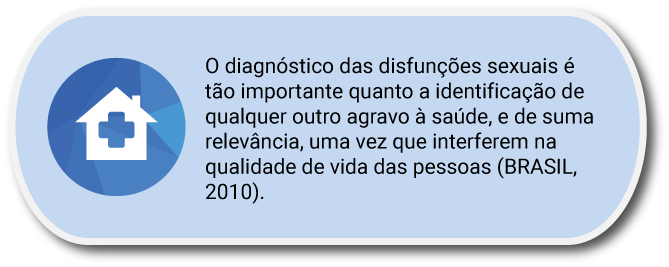 O diagnóstico das disfunções sexuais é
tão importante quanto a identificação de
qualquer outro agravo à saúde, e de suma
relevância, uma vez que interferem na
qualidade de vida das pessoas (BRASIL,
2010).